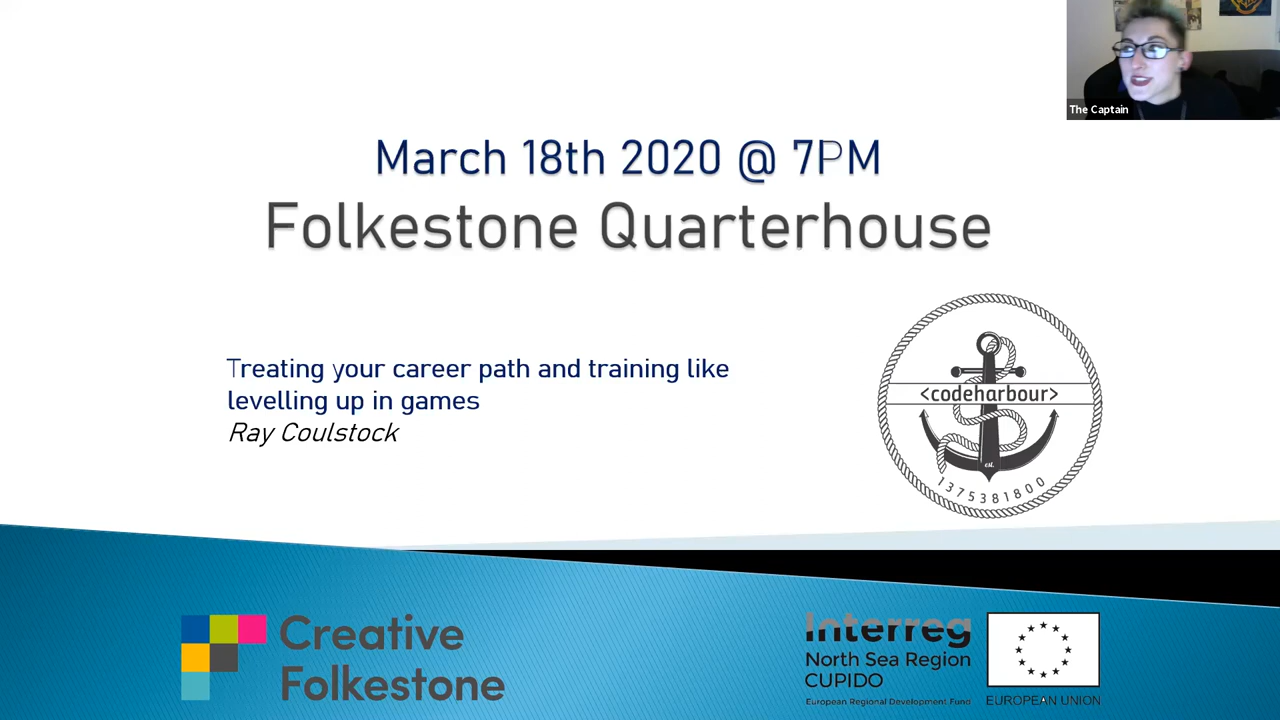 The Captain
March 18th 2020 @ 7PM
Folkestone Quarterhouse
Treating your career path and training like
levelling up in games
Ray Coulstock
<codeharbour>
est.
1375381800
Creative
Folkestone
Interreg
North Sea Region
CUPIDO
European Regional Development Fund
EUROPEAN UNION